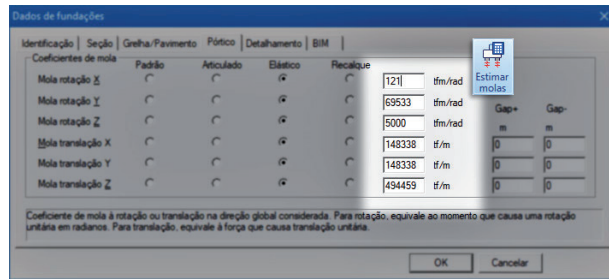 Dados de fundações
Identificação | Seção | Grelha/Pavimento | Pórtico | Detalhamento | BIM
Coeficientes de mola
Padrão Articulado Elástico Recalque
Estimar
molas
Mola rotação X 121 tfm/rad
Mola rotação Y 69533 tfm/rad Gap+ Gap-
Mola rotação Z 5000 tfm/rad m m
Mola translação X 148338 tf/m 0 0
Mola translação Y 148338 tf/m 0 0
Mola translação Z 494459 tf/m 0 0
Coeficiente de mola à rotação ou translação na direção global considerada. Para rotação, equivale ao momento que causa uma rotação
unitária em radianos. Para translação, equivale à força que causa translação unitária.
OK Cancelar